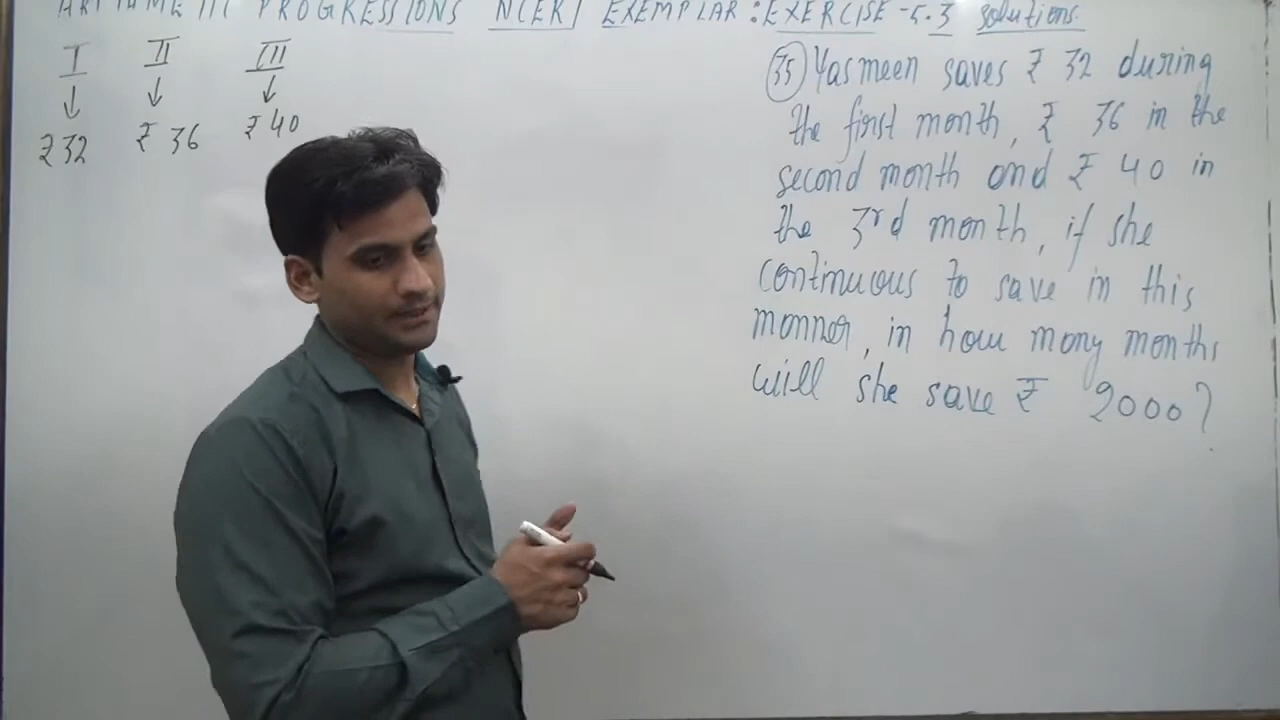 ARITHMETIC PROGRESSIONS NCERT EXEMPLAR : EXERCISE - 5.3 solutions.
I II III
↓ ↓ ↓
₹ 32 ₹ 36 ₹ 40
35 Yasmeen saves ₹ 32 during
the first month, ₹ 36 in the
second month and ₹ 40 in
the 3rd month, if she
continuous to save in this
manner, in how many months
will she save ₹ 2000?